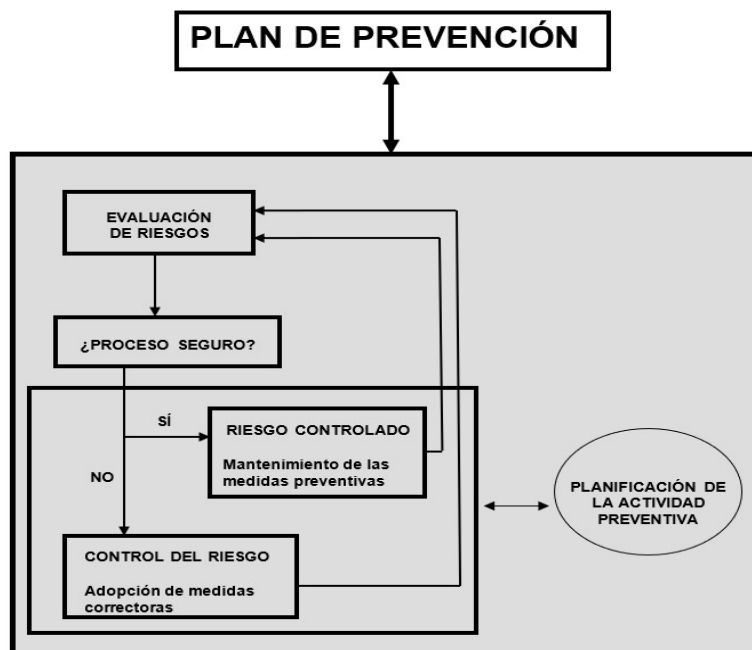 PLAN DE PREVENCIÓN
EVALUACIÓN
DE RIESGOS
¿PROCESO SEGURO?
SÍ
RIESGO CONTROLADO
Mantenimiento de las
medidas preventivas
NO
PLANIFICACIÓN DE
LA ACTIVIDAD
PREVENTIVA
CONTROL DEL RIESGO
Adopción de medidas
correctoras